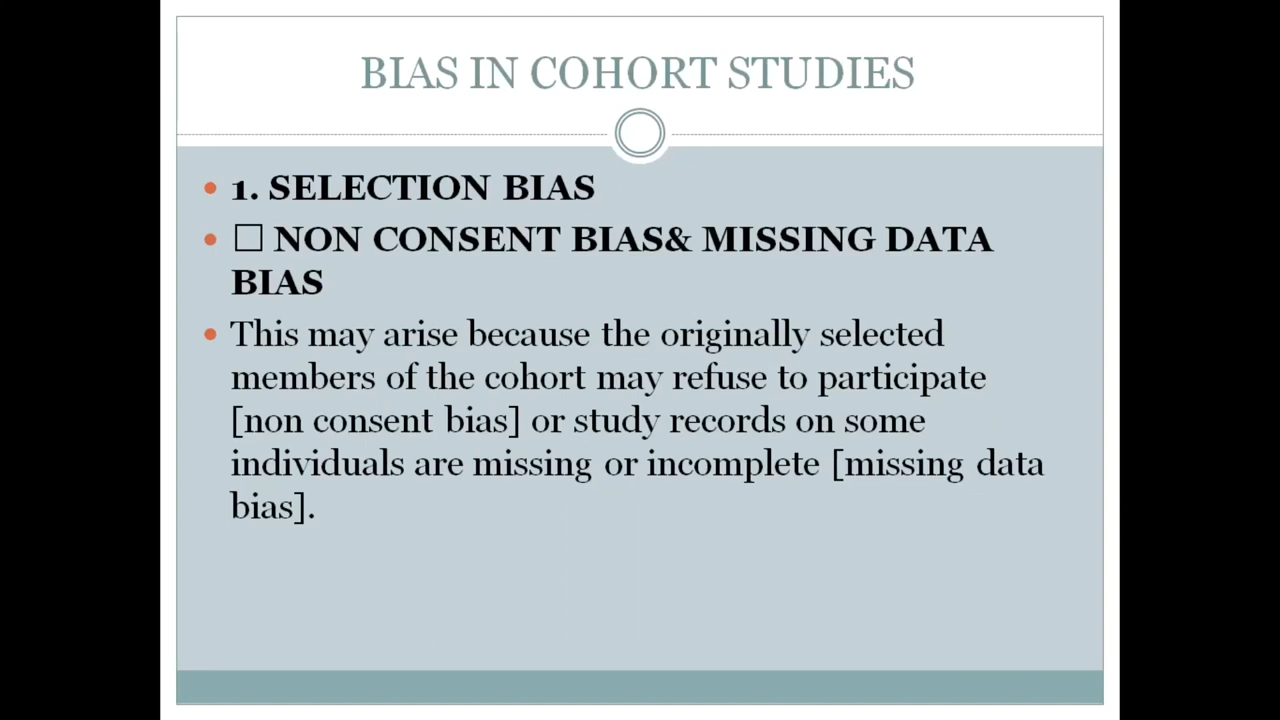 BIAS IN COHORT STUDIES
• 1. SELECTION BIAS
• □ NON CONSENT BIAS& MISSING DATA
BIAS
• This may arise because the originally selected
members of the cohort may refuse to participate
[non consent bias] or study records on some
individuals are missing or incomplete [missing data
bias].